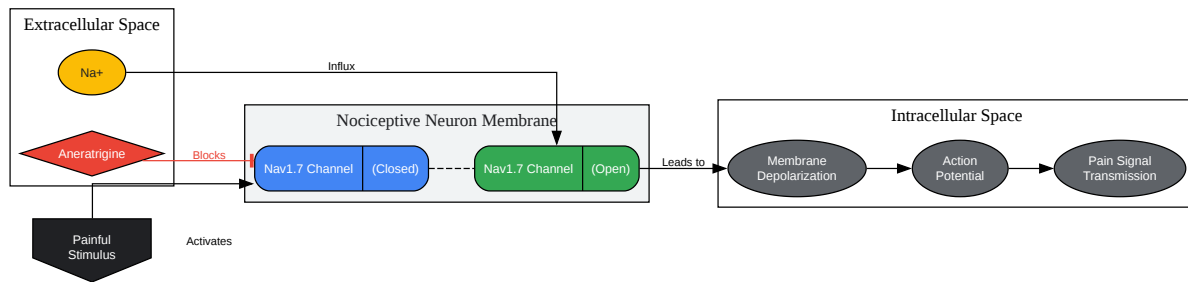 Extracellular Space
Na+
Influx
Nociceptive Neuron Membrane
Intracellular Space
Aneratrigine
Blocks
Nav1.7 Channel
(Closed)
Nav1.7 Channel
(Open)
Leads to
Membrane
Depolarization
Action
Potential
Pain Signal
Transmission
Painful
Stimulus
Activates